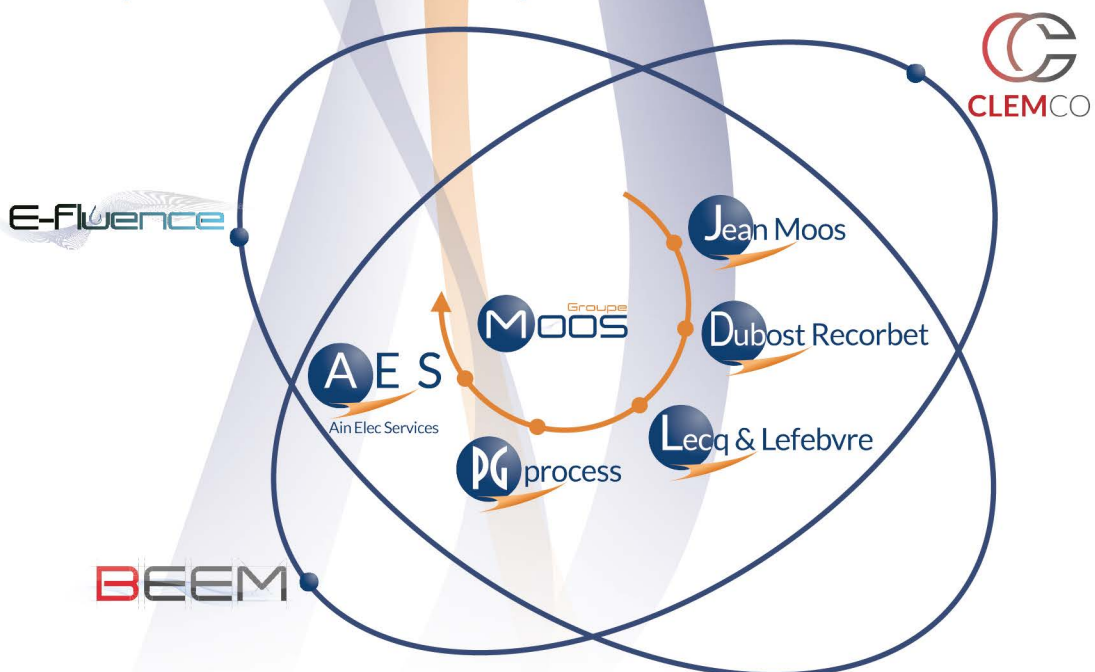 CLEMCO
E-Fluence
Jean Moos
Groupe
MOOS
Dubost Recorbet
AES
Ain Elec Services
Lecq & Lefebvre
PG process
BEEM